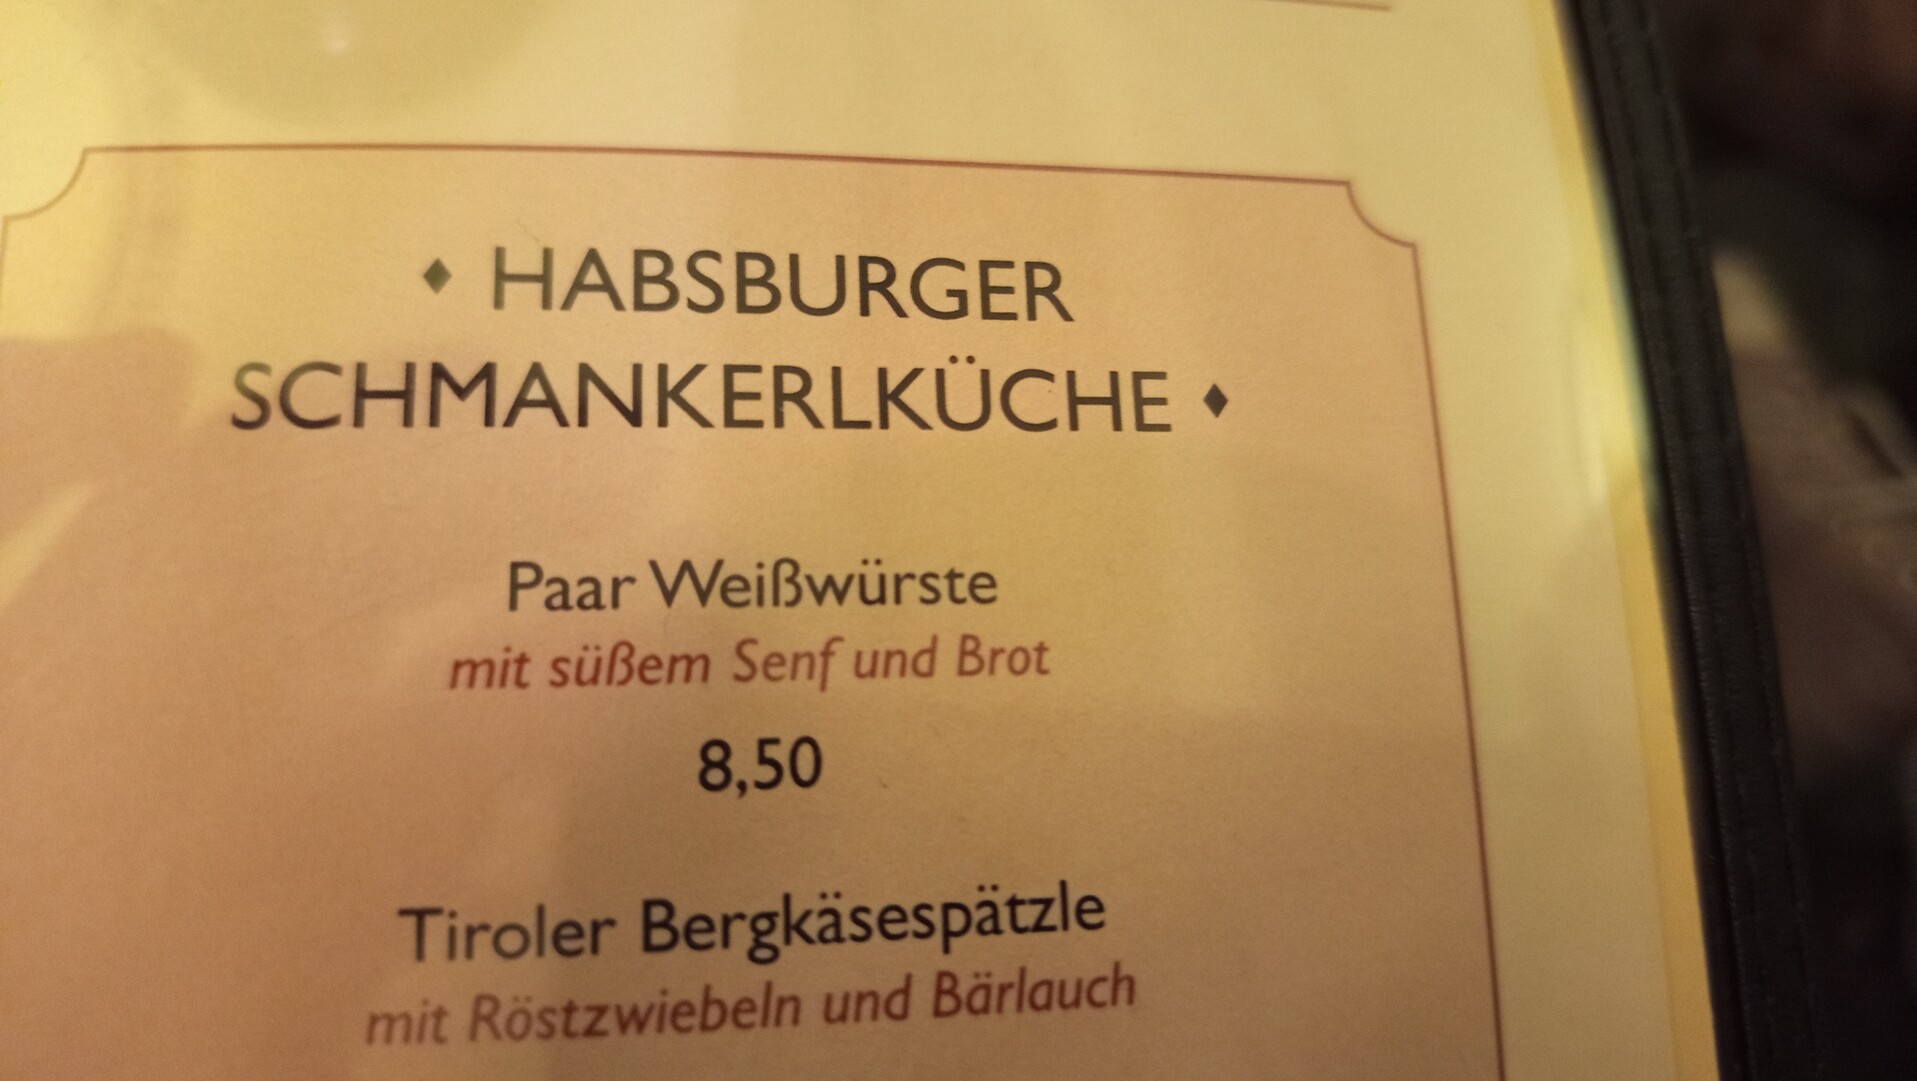 ♦ HABSBURGER
SCHMANKERLKÜCHE ♦
Paar Weißwürste
mit süßem Senf und Brot
8,50
Tiroler Bergkäsespätzle
mit Röstzwiebeln und Bärlauch